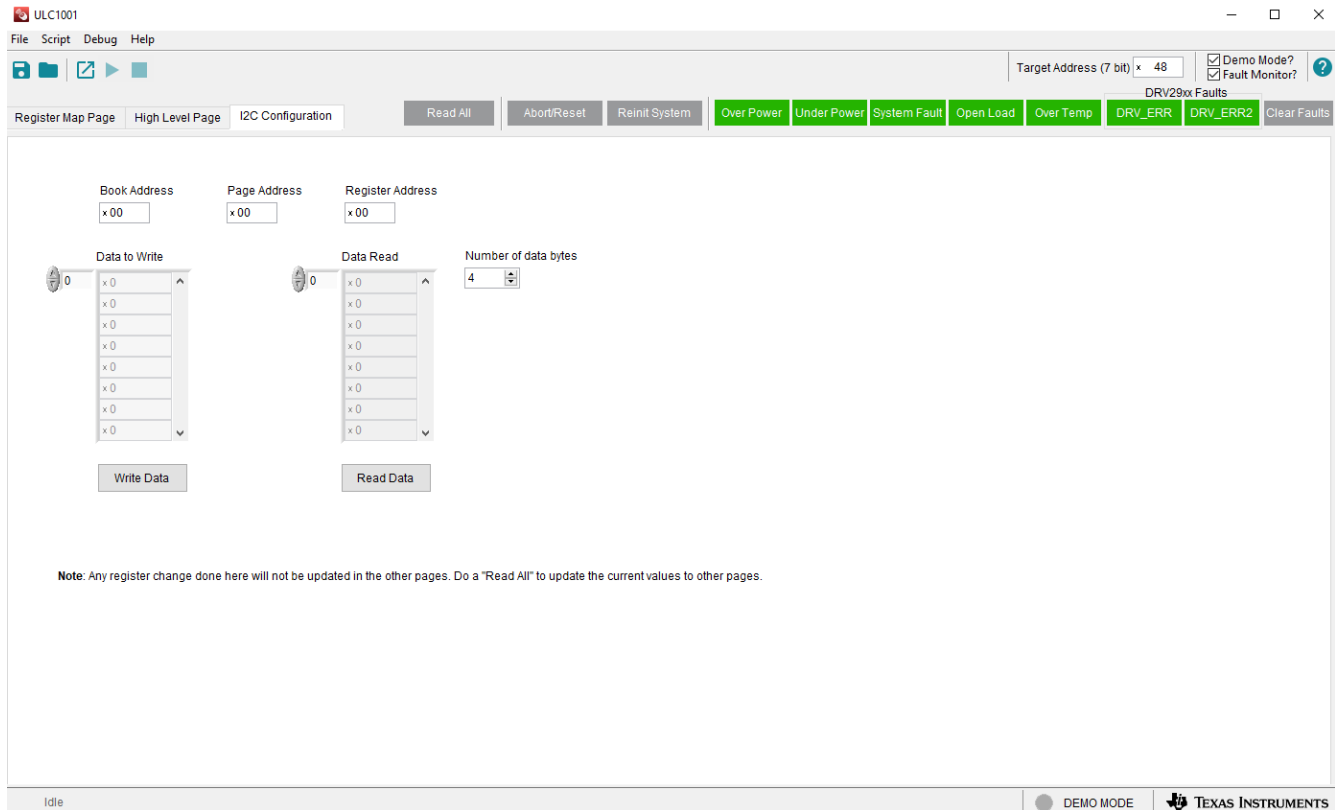 ULC1001
File Script Debug Help
Target Address (7 bit) x 48
Demo Mode?
Fault Monitor?
DRV29xx Faults
Register Map Page High Level Page I2C Configuration Read All Abort/Reset Reinit System Over Power Under Power System Fault Open Load Over Temp DRV_ERR DRV_ERR2 Clear Faults
Book Address Page Address Register Address
x 00 x 00 x 00
Data to Write Data Read Number of data bytes
0 x 0 0 x 0 4
x 0 x 0
x 0 x 0
x 0 x 0
x 0 x 0
x 0 x 0
x 0 x 0
x 0 x 0
Write Data Read Data
Note: Any register change done here will not be updated in the other pages. Do a "Read All" to update the current values to other pages.
Idle DEMO MODE TEXAS INSTRUMENTS